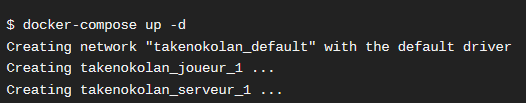 $ docker-compose up -d
Creating network "takenokolan_default" with the default driver
Creating takenokolan_joueur_1 ...
Creating takenokolan_serveur_1 ...